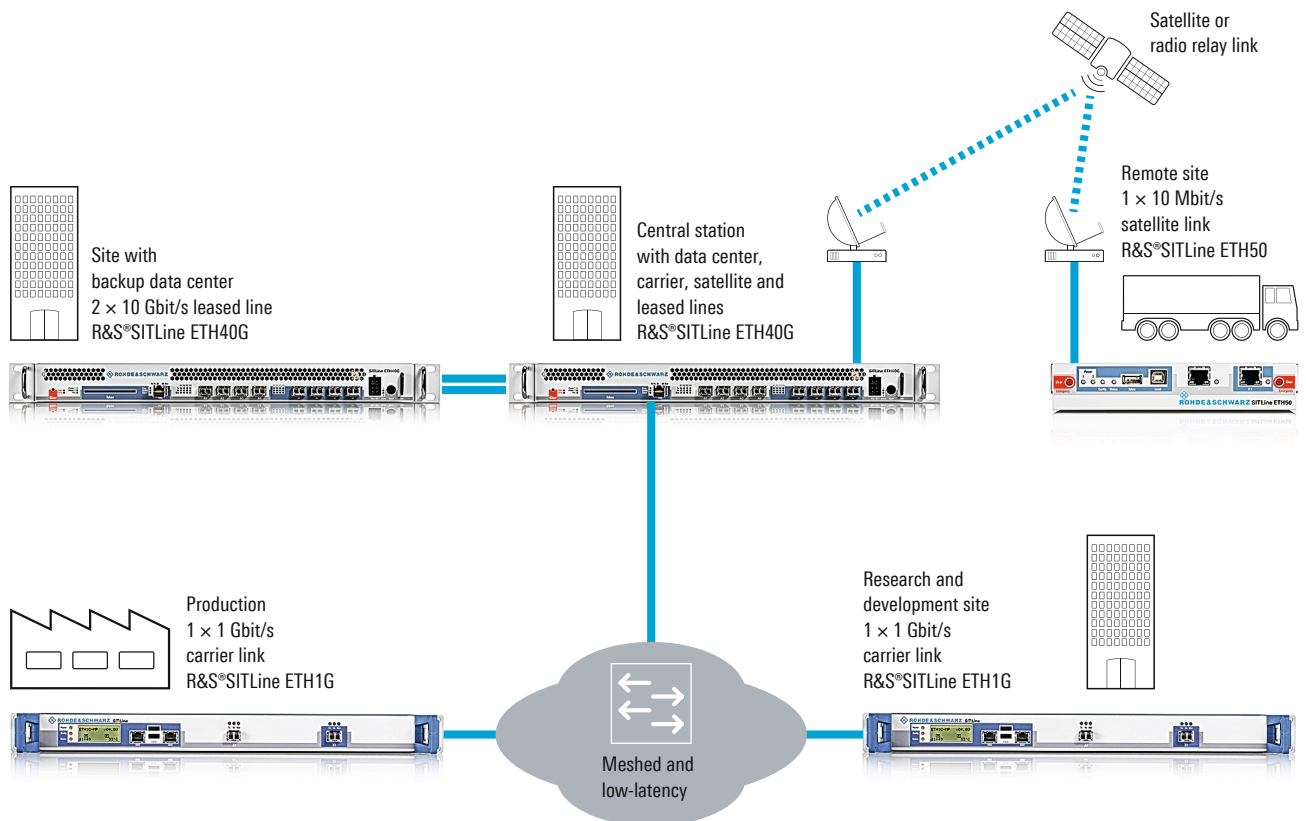 Satellite or
radio relay link
Site with
backup data center
2 × 10 Gbit/s leased line
R&S®SITLine ETH40G
Central station
with data center,
carrier, satellite and
leased lines
R&S®SITLine ETH40G
Remote site
1 × 10 Mbit/s
satellite link
R&S®SITLine ETH50
ROHDE&SCHWARZ
SITLine ETH40G
ROHDE&SCHWARZ
SITLine ETH40G
ROHDE&SCHWARZ SITLine ETH50
Production
1 × 1 Gbit/s
carrier link
R&S®SITLine ETH1G
Research and
development site
1 × 1 Gbit/s
carrier link
R&S®SITLine ETH1G
ROHDE&SCHWARZ SITLine
ROHDE&SCHWARZ SITLine
Meshed and
low-latency